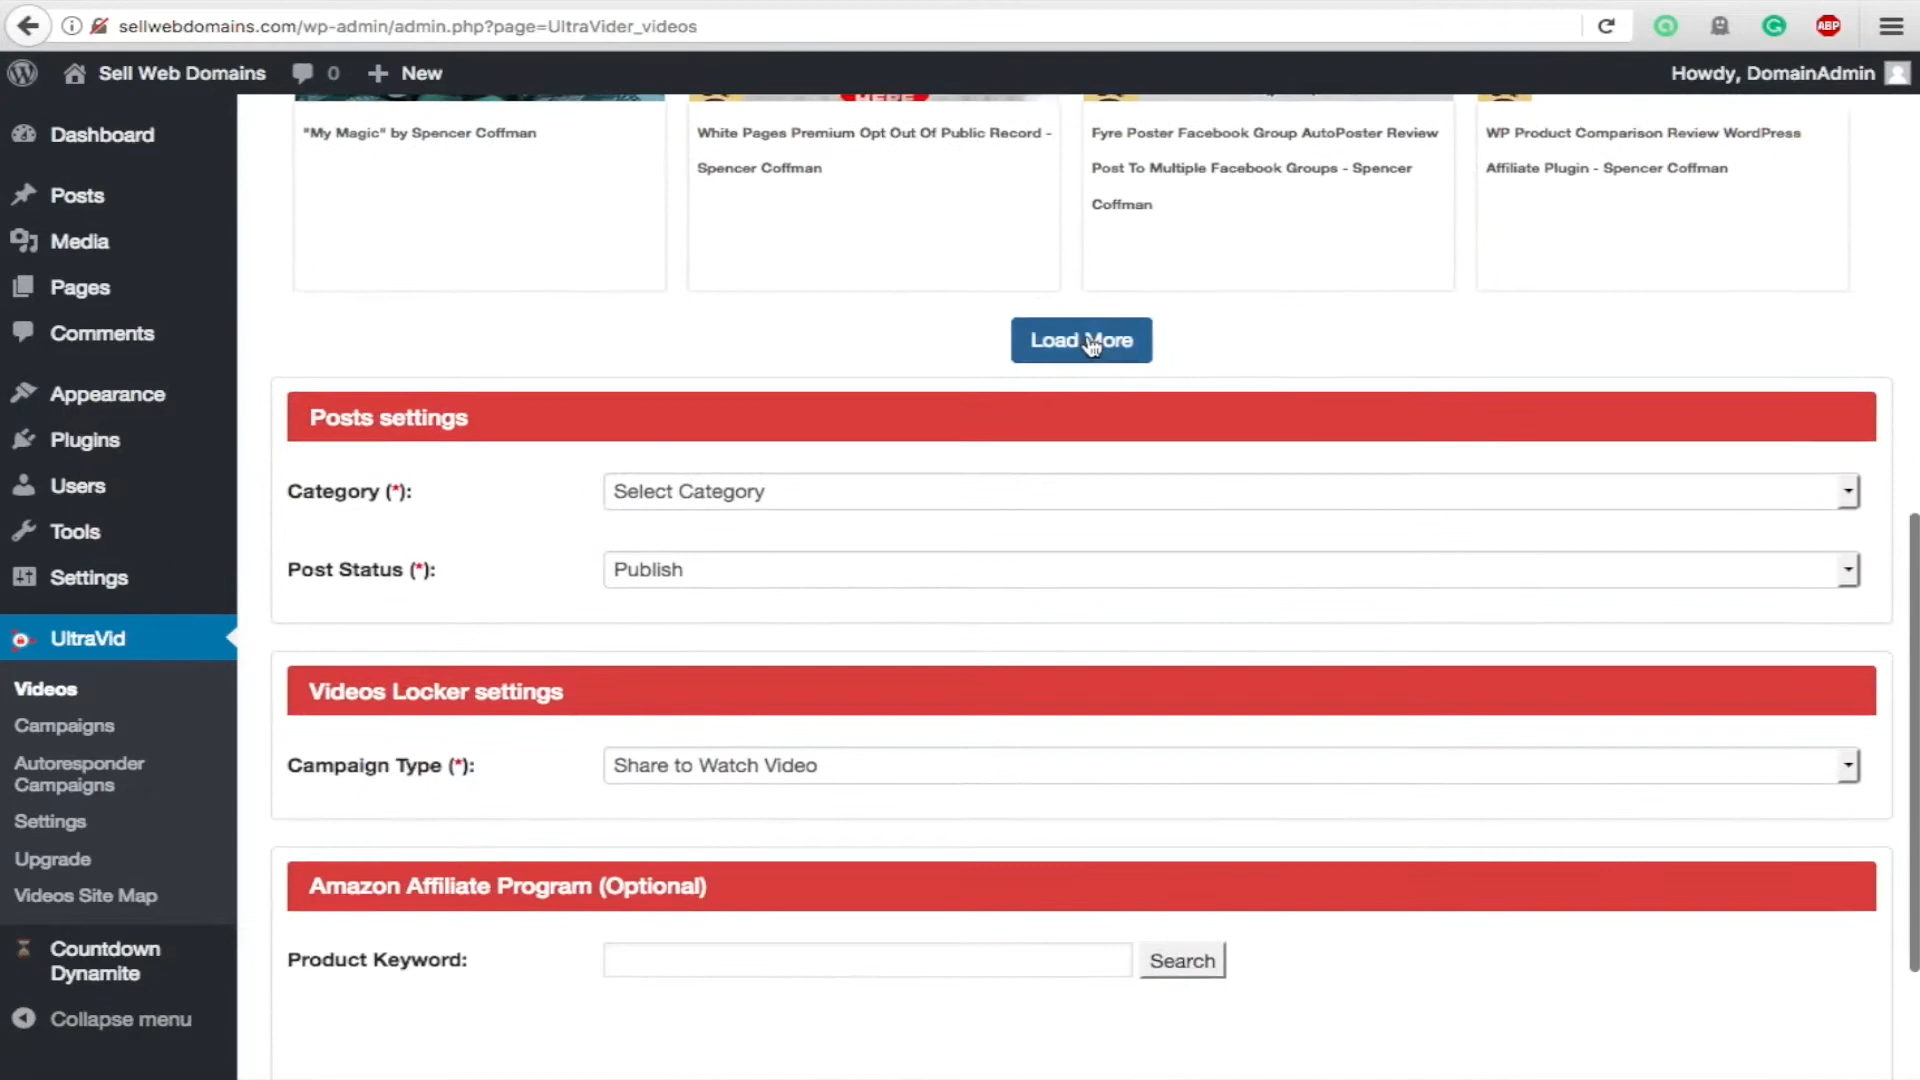 sellwebdomains.com/wp-admin/admin.php?page=UltraVider_videos
ABP
Sell Web Domains
0
New
Howdy, DomainAdmin
Dashboard
Posts
Media
Pages
Comments
Appearance
Plugins
Users
Tools
Settings
UltraVid
Videos
Campaigns
Autoresponder
Campaigns
Settings
Upgrade
Videos Site Map
Countdown
Dynamite
Collapse menu
HERE
"My Magic" by Spencer Coffman
White Pages Premium Opt Out Of Public Record -
Spencer Coffman
Fyre Poster Facebook Group AutoPoster Review
Post To Multiple Facebook Groups - Spencer
Coffman
WP Product Comparison Review WordPress
Affiliate Plugin - Spencer Coffman
Load More
Posts settings
Category (*):
Select Category
Post Status (*):
Publish
Videos Locker settings
Campaign Type (*):
Share to Watch Video
Amazon Affiliate Program (Optional)
Product Keyword:
Search